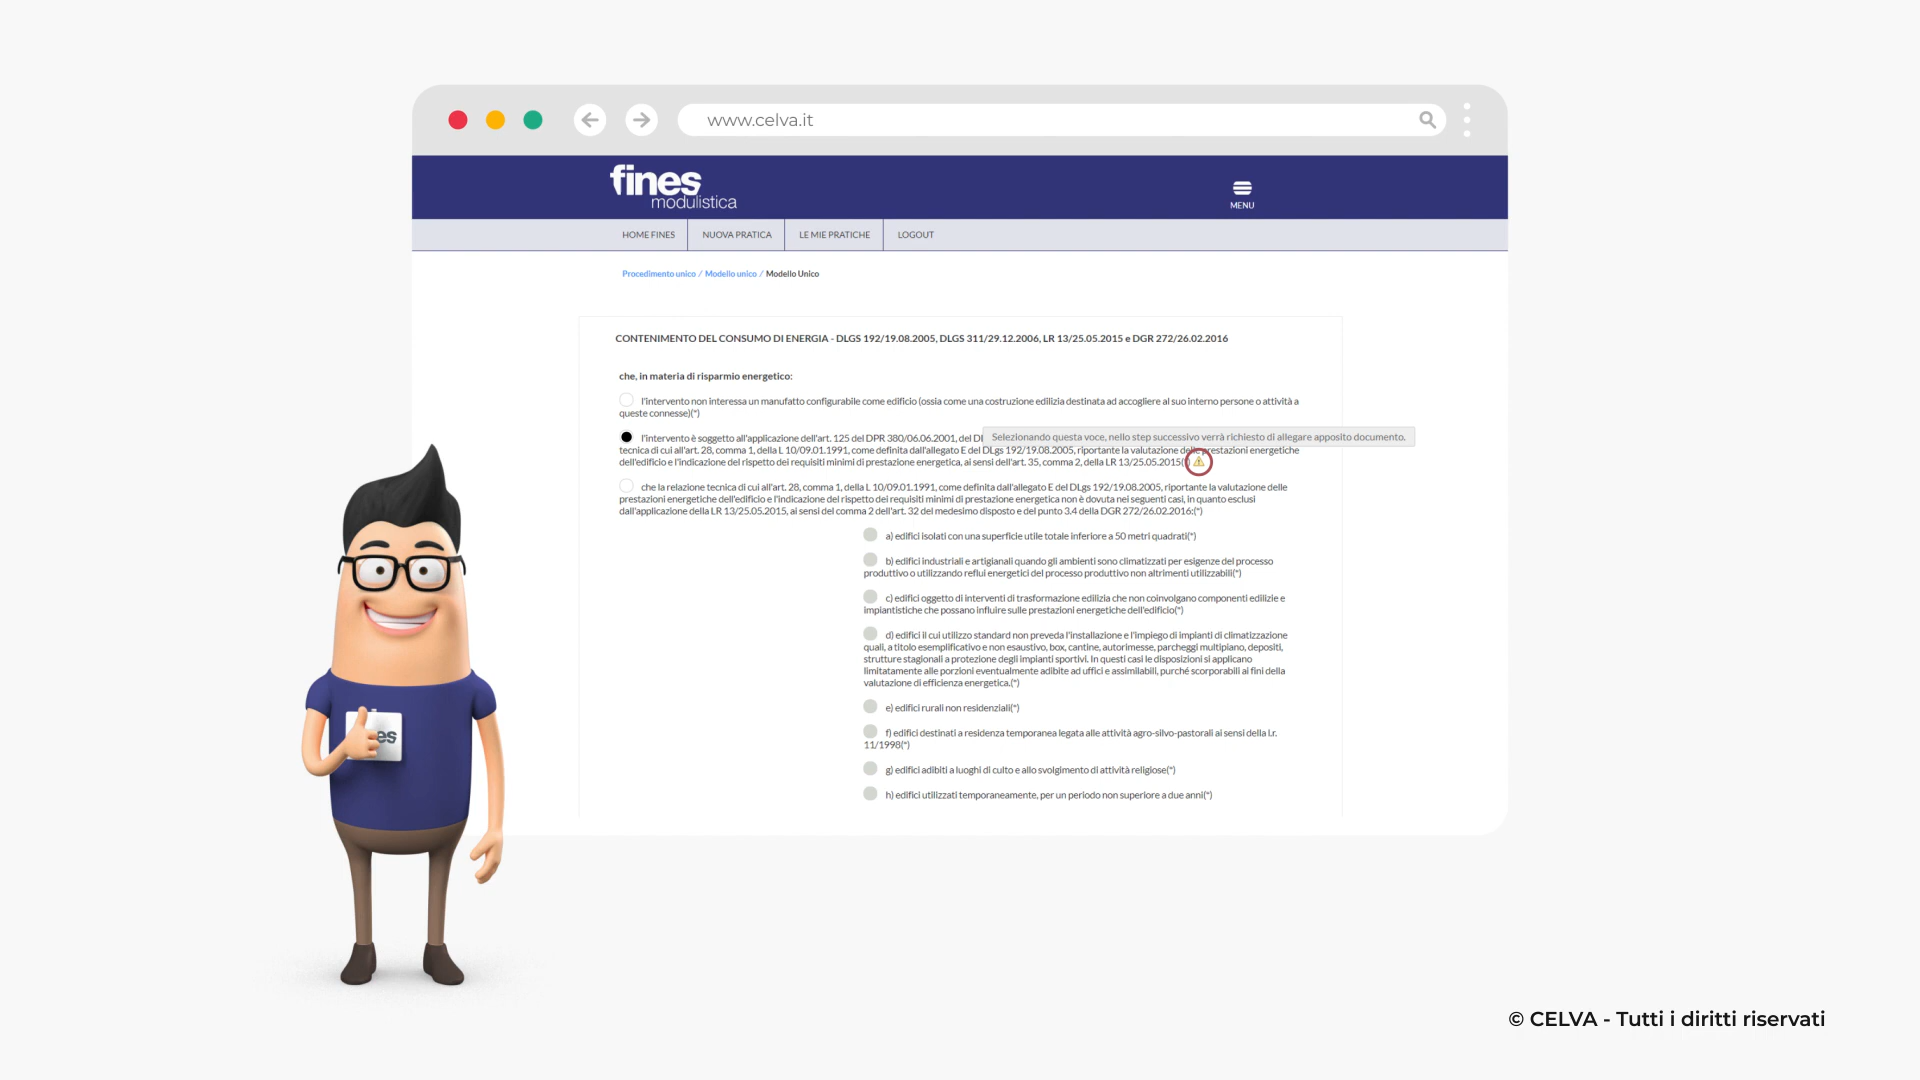 www.celva.it
fines
modulistica
MENU
HOME FINES
NUOVA PRATICA
LE MIE PRATICHE
LOGOUT
Procedimento unico / Modello unico / Modello Unico
CONTENIMENTO DEL CONSUMO DI ENERGIA - DLGS 192/19.08.2005, DLGS 311/29.12.2006, LR 13/25.05.2015 e DGR 272/26.02.2016
che, in materia di risparmio energetico:
l'intervento non interessa un manufatto configurabile come edificio (ossia come una costruzione edilizia destinata ad accogliere al suo interno persone o attività a
queste connesse)(*)
l'intervento è soggetto all'applicazione dell'art. 125 del DPR 380/06.06.2001, del
Selezionando questa voce, nello step successivo verrà richiesto di allegare apposito documento.
tecnica di cui all'art. 28, comma 1, della L 10/09.01.1991, come definita dall'allegato E del DLgs 192/19.08.2005, riportante la valutazione delle prestazioni energetiche
dell'edificio e l'indicazione del rispetto dei requisiti minimi di prestazione energetica, ai sensi dell'art. 35, comma 2, della LR 13/25.05.2015
che la relazione tecnica di cui all'art. 28, comma 1, della L 10/09.01.1991, come definita dall'allegato E del DLgs 192/19.08.2005, riportante la valutazione delle
prestazioni energetiche dell'edificio e l'indicazione del rispetto dei requisiti minimi di prestazione energetica non è dovuta nei seguenti casi, in quanto esclusi
dall'applicazione della LR 13/25.05.2015, ai sensi del comma 2 dell'art. 32 del medesimo disposto e del punto 3.4 della DGR 272/26.02.2016:(*)
a) edifici isolati con una superficie utile totale inferiore a 50 metri quadrati(*)
b) edifici industriali e artigianali quando gli ambienti sono climatizzati per esigenze del processo
produttivo o utilizzando reflui energetici del processo produttivo non altrimenti utilizzabili(*)
c) edifici oggetto di interventi di trasformazione edilizia che non coinvolgano componenti edilizie e
impiantistiche che possano influire sulle prestazioni energetiche dell'edificio(*)
d) edifici il cui utilizzo standard non preveda l'installazione e l'impiego di impianti di climatizzazione
quali, a titolo esemplificativo e non esaustivo, box, cantine, autorimesse, parcheggi multipiano, depositi,
strutture stagionali a protezione degli impianti sportivi. In questi casi le disposizioni si applicano
limitatamente alle porzioni eventualmente adibite ad uffici e assimilabili, purché scorporabili ai fini della
valutazione di efficienza energetica.(*)
e) edifici rurali non residenziali(*)
f) edifici destinati a residenza temporanea legata alle attività agro-silvo-pastorali ai sensi della l.r.
11/1998(*)
g) edifici adibiti a luoghi di culto e allo svolgimento di attività religiose(*)
h) edifici utilizzati temporaneamente, per un periodo non superiore a due anni(*)
es
© CELVA - Tutti i diritti riservati